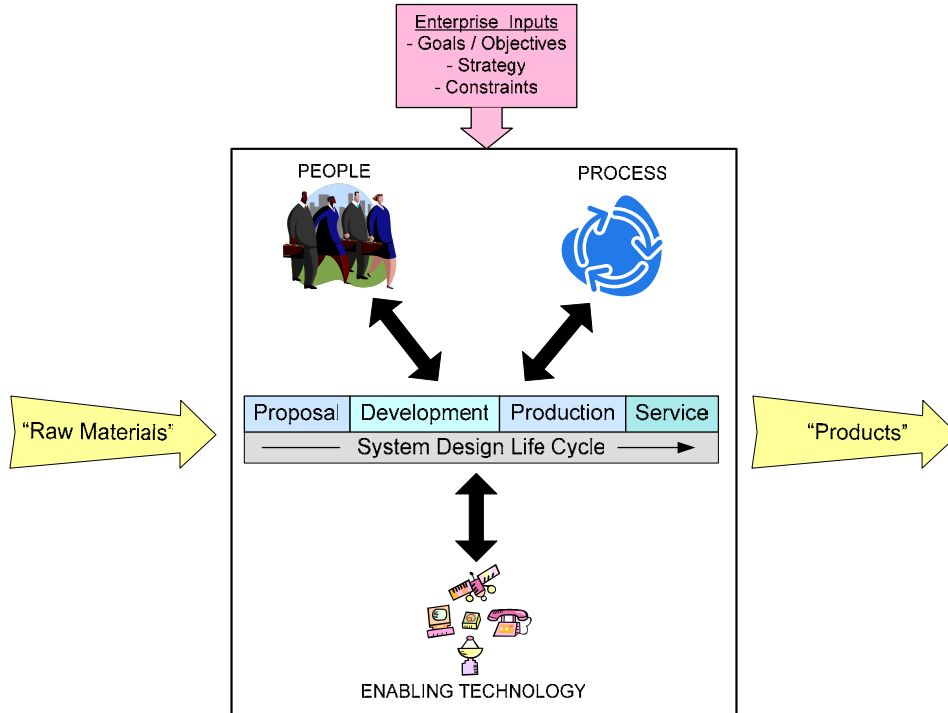 Enterprise Inputs
- Goals / Objectives
- Strategy
- Constraints
PEOPLE
PROCESS
"Raw Materials"
Proposal
Development
Production
Service
System Design Life Cycle
"Products"
ENABLING TECHNOLOGY